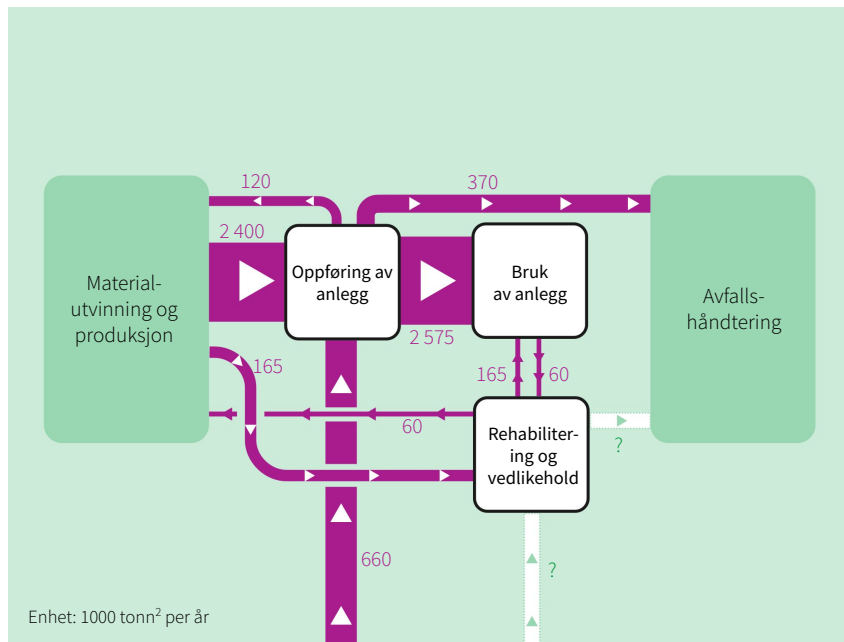 120
370
2 400
Material-
utvinning og
produksjon
Oppføring av
anlegg
Bruk
av anlegg
Avfalls-
håndtering
2 575
165
165
60
60
Rehabiliter-
ing og
vedlikehold
?
660
?
Enhet: 1000 tonn² per år